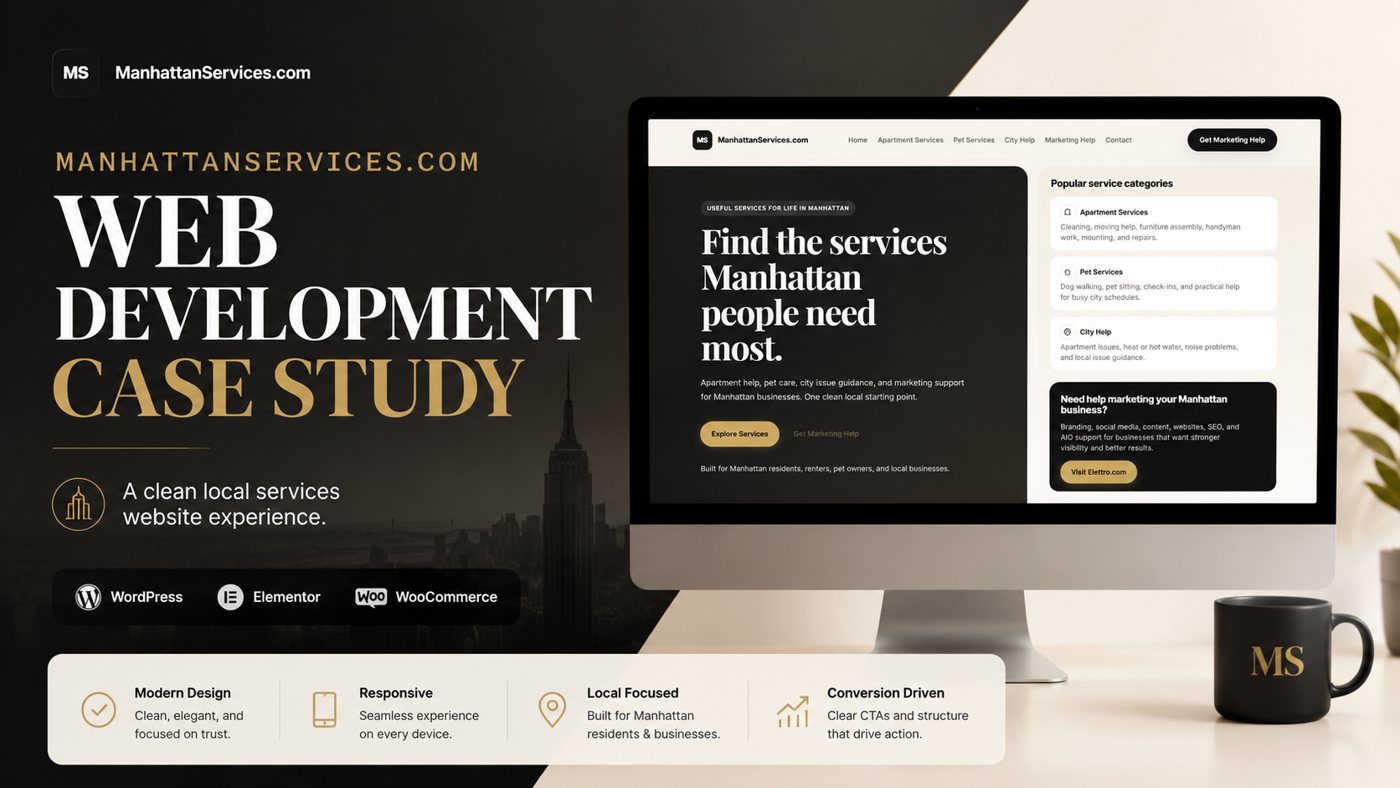 MS ManhattanServices.com
MANHATTANSERVICES.COM
WEB
DEVELOPMENT
CASE STUDY
A clean local services
website experience.
WordPress Elementor WOO WooCommerce
Modern Design
Clean, elegant, and
focused on trust.
Responsive
Seamless experience
on every device.
Local Focused
Built for Manhattan
residents & businesses.
Conversion Driven
Clear CTAs and structure
that drive action.
MS ManhattanServices.com Home Apartment Services Pet Services City Help Marketing Help Contact Get Marketing Help
USEFUL SERVICES FOR LIFE IN MANHATTAN
Find the services
Manhattan
people need
most.
Apartment help, pet care, city issue guidance, and marketing support
for Manhattan businesses. One clean local starting point.
Explore Services Get Marketing Help
Built for Manhattan residents, renters, pet owners, and local businesses.
Popular service categories
Apartment Services
Cleaning, moving help, furniture assembly, handyman
work, mounting, and repairs.
Pet Services
Dog walking, pet sitting, check-ins, and practical help
for busy city schedules.
City Help
Apartment issues, heat or hot water, noise problems,
and local issue guidance.
Need help marketing your Manhattan
business?
Branding, social media, content, websites, SEO, and
AIO support for businesses that want stronger
visibility and better results.
Visit Elettro.com
MS